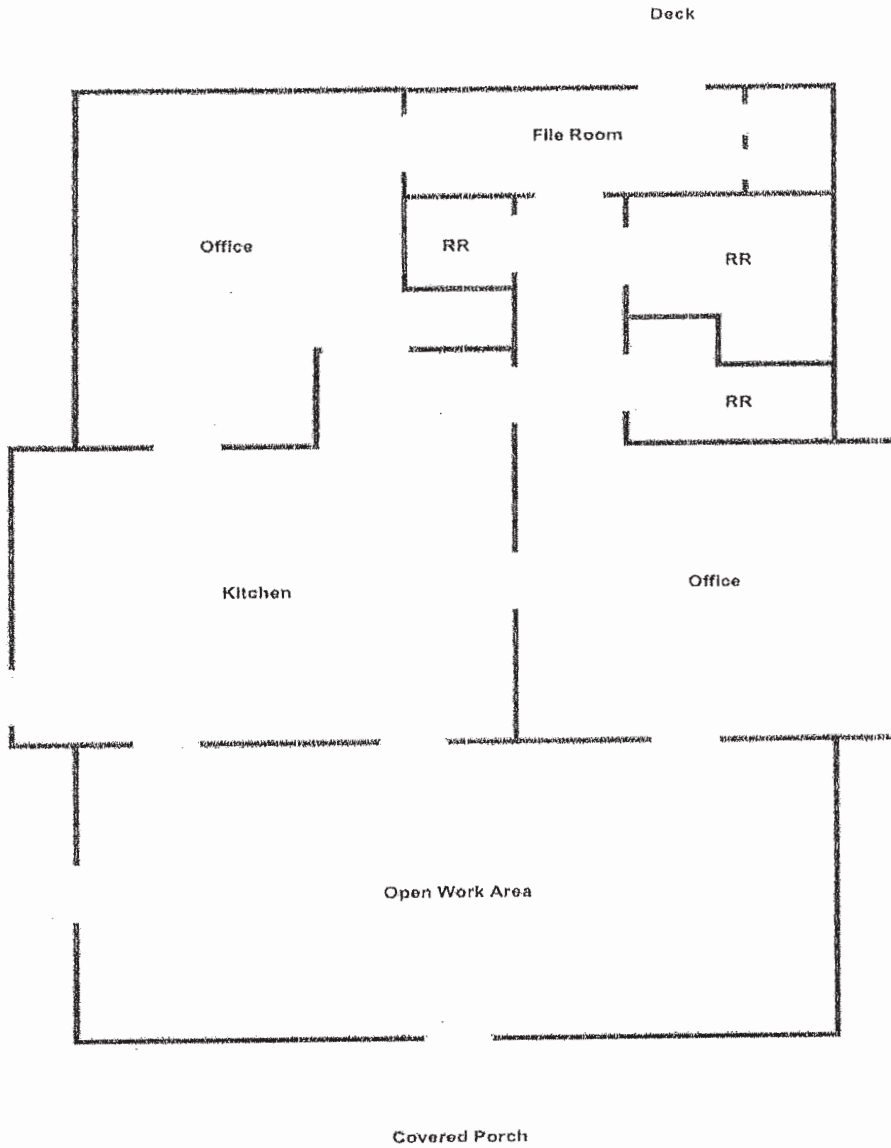 Deck
File Room
Office
RR
RR
RR
Kitchen
Office
Open Work Area
Covered Porch